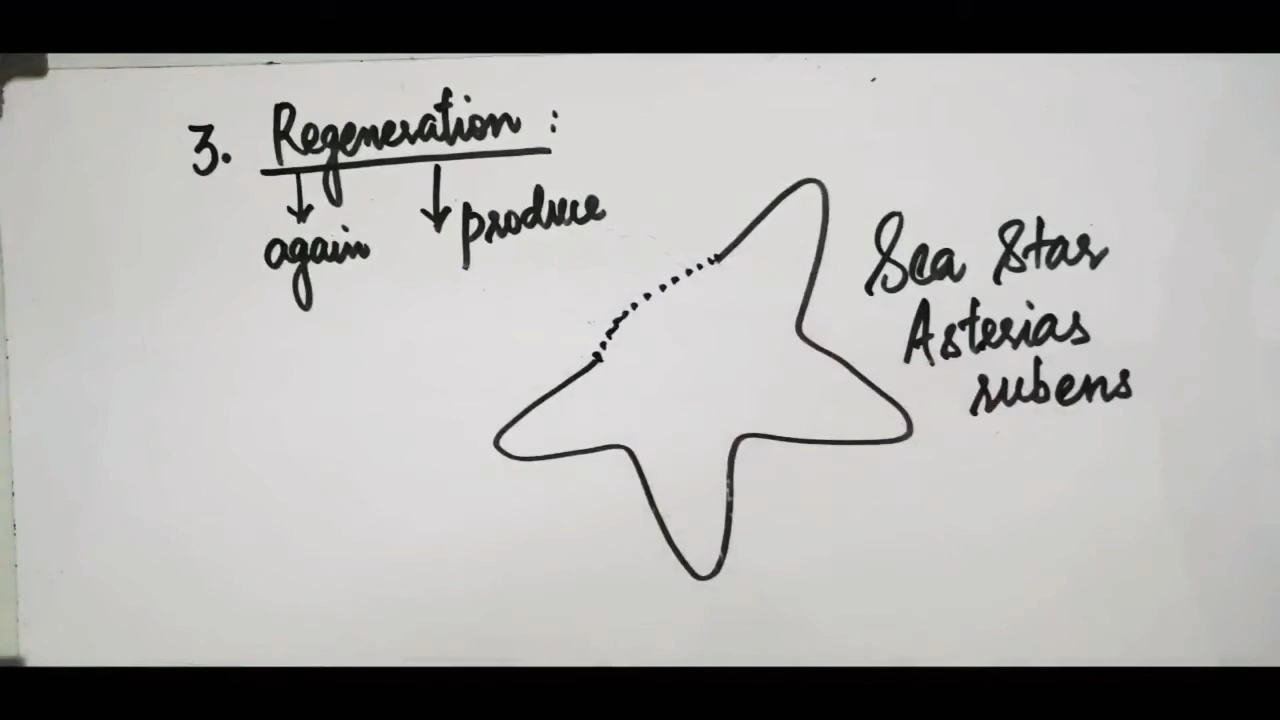 3. Regeneration :
again
produce
Sea Star
Asterias
rubens